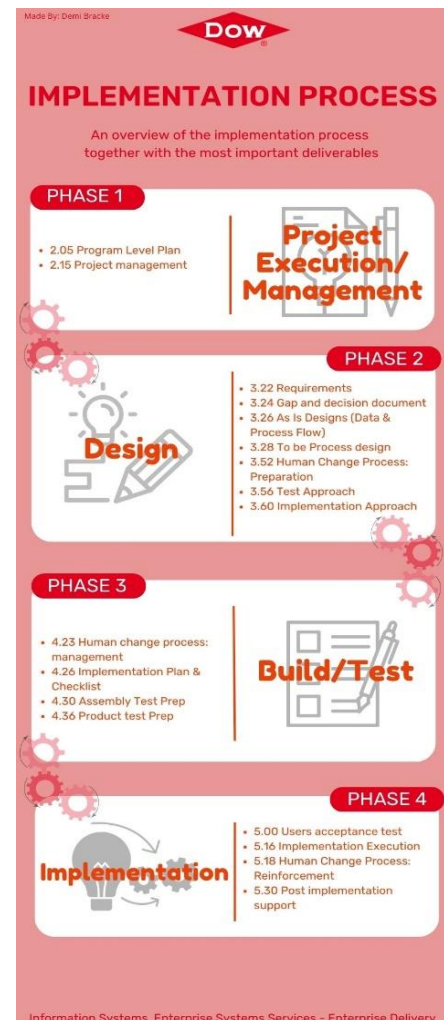 Made By: Demi Bracke
DOW
®
IMPLEMENTATION PROCESS
An overview of the implementation process
together with the most important deliverables
PHASE 1
• 2.05 Program Level Plan
• 2.15 Project management
Project
Execution/
Management
PHASE 2
Design
• 3.22 Requirements
• 3.24 Gap and decision document
• 3.26 As Is Designs (Data &
Process Flow)
• 3.28 To be Process design
• 3.52 Human Change Process:
Preparation
• 3.56 Test Approach
• 3.60 Implementation Approach
PHASE 3
• 4.23 Human change process:
management
• 4.26 Implementation Plan &
Checklist
• 4.30 Assembly Test Prep
• 4.36 Product test Prep
Build/Test
PHASE 4
Implementation
• 5.00 Users acceptance test
• 5.16 Implementation Execution
• 5.18 Human Change Process:
Reinforcement
• 5.30 Post implementation
support
Information Systems, Enterprise Systems Services - Enterprise Delivery